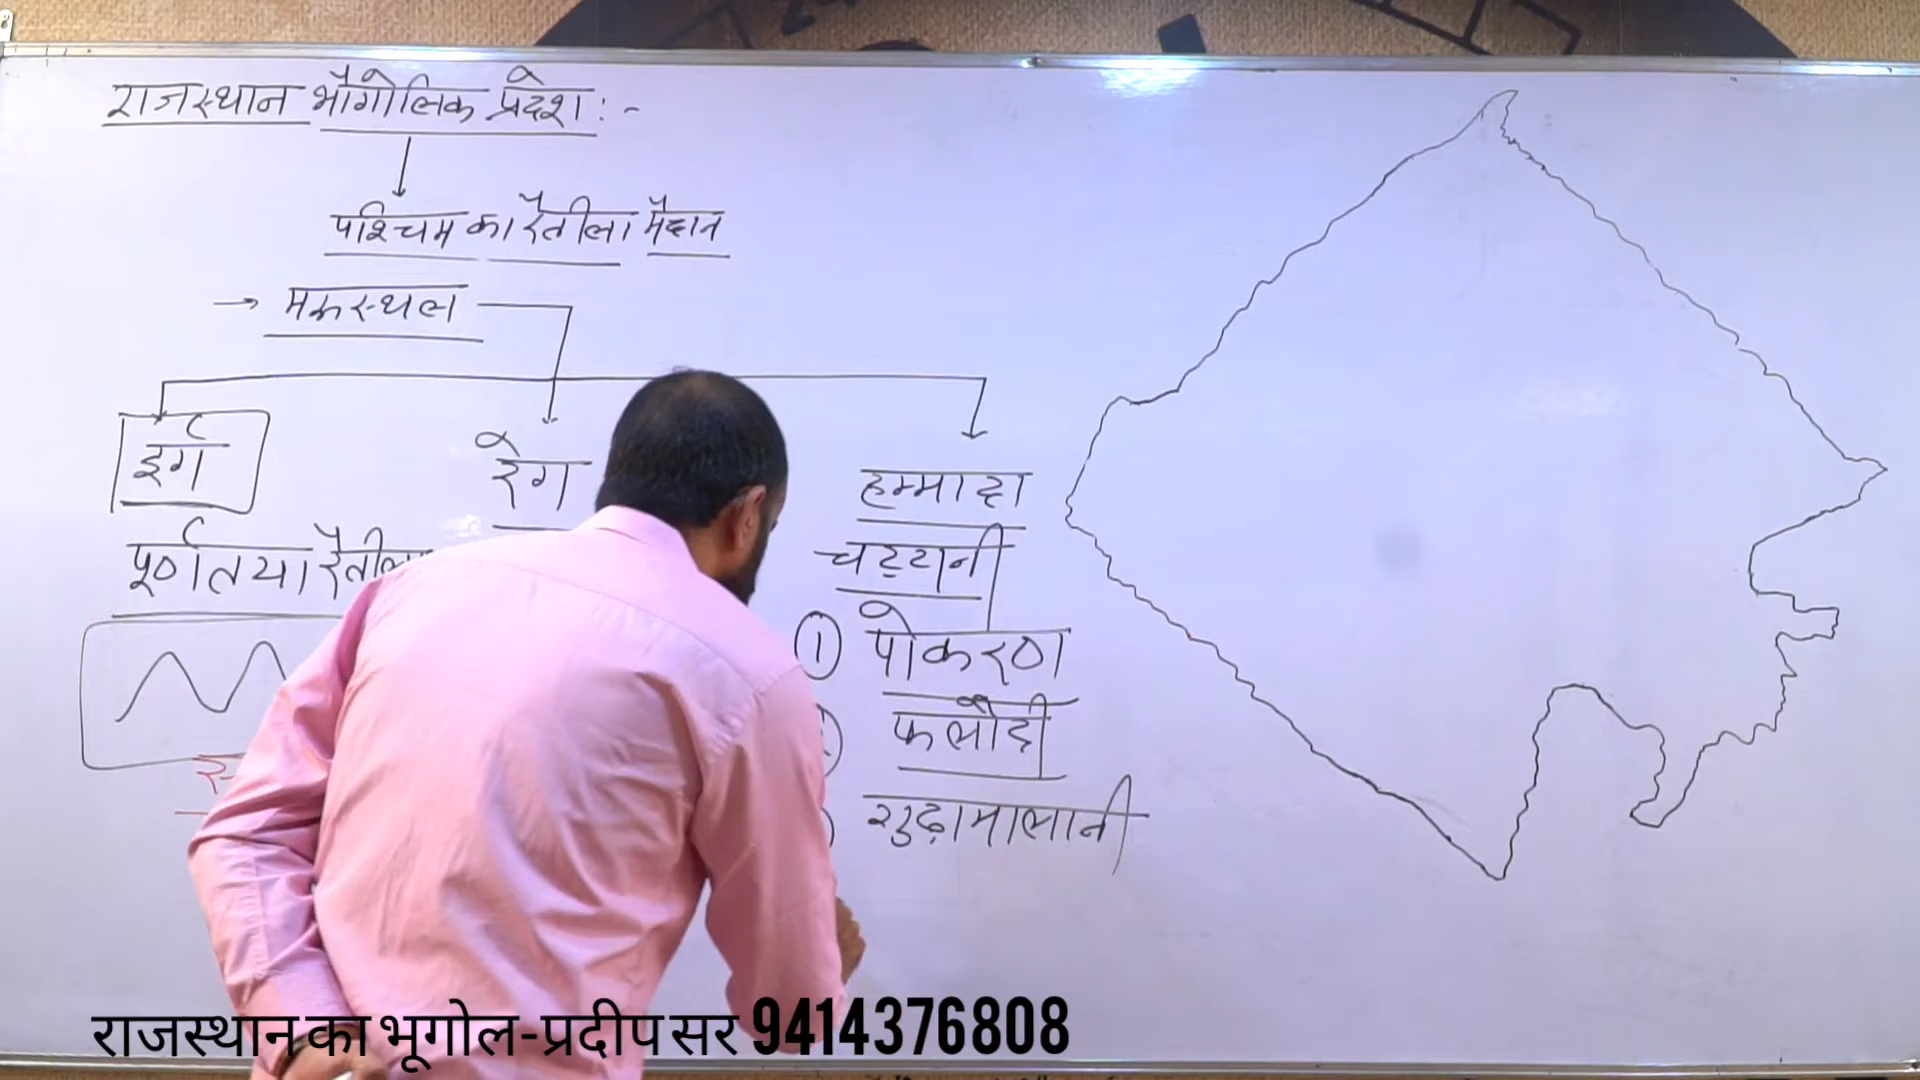 राजस्थान भौगोलिक प्रदेश :-
पश्चिम का रेतीला मैदान
→ मरुस्थल
इर्ग
रेग
हम्मादा
पूर्णतया रेतीला
चट्टानी
① पोकरण
फलोदी
गुढ़ामालानी
राजस्थान का भूगोल-प्रदीप सर 9414376808